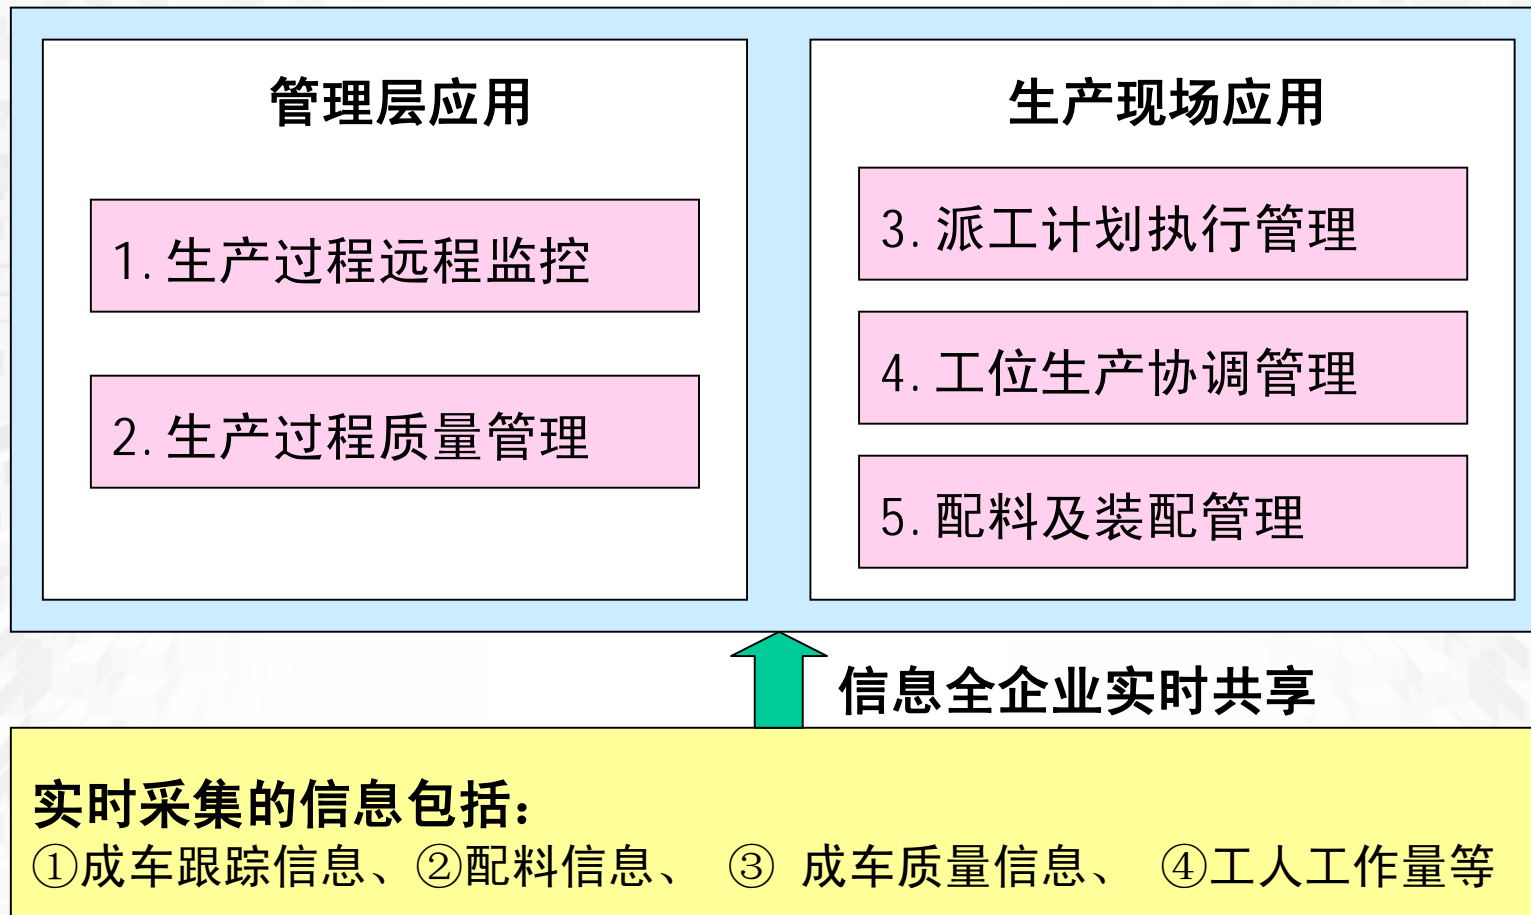 管理层应用
1.生产过程远程监控
2.生产过程质量管理
生产现场应用
3.派工计划执行管理
4.工位生产协调管理
5.配料及装配管理
信息全企业实时共享
实时采集的信息包括：
①成车跟踪信息、②配料信息、 ③ 成车质量信息、 ④工人工作量等